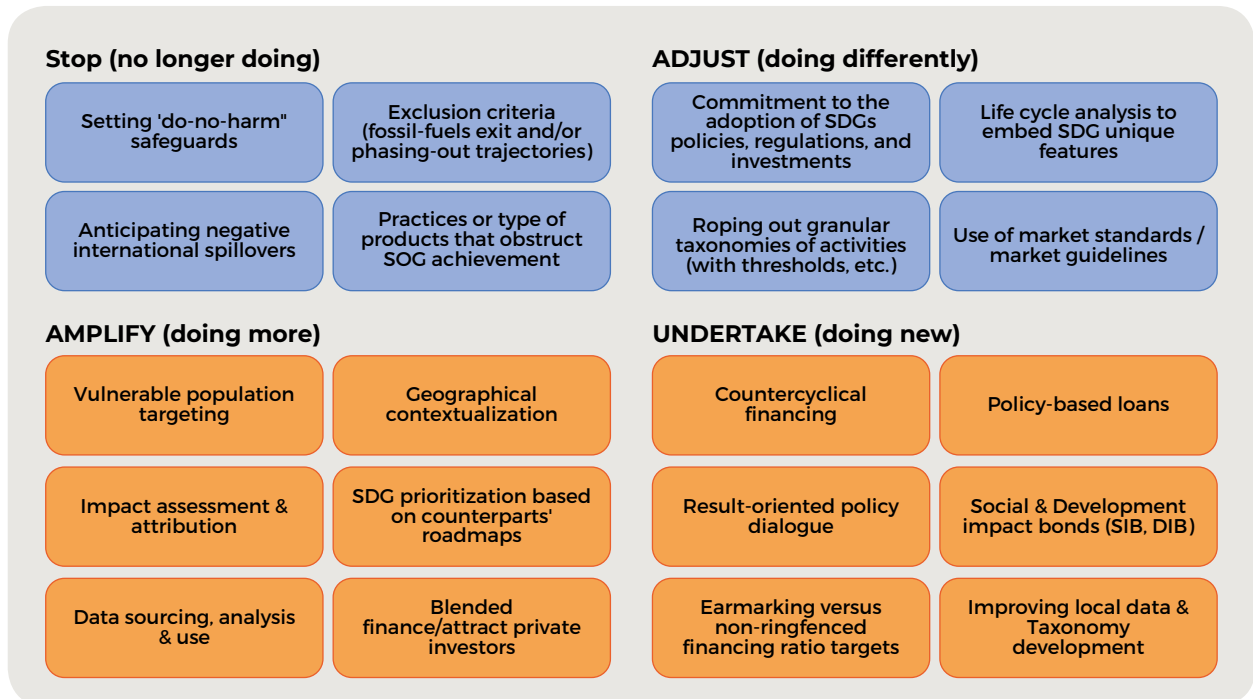 Stop (no longer doing)
Setting 'do-no-harm"
safeguards
Exclusion criteria
(fossil-fuels exit and/or
phasing-out trajectories)
Anticipating negative
international spillovers
Practices or type of
products that obstruct
SOG achievement
ADJUST (doing differently)
Commitment to the
adoption of SDGs
policies, regulations, and
investments
Life cycle analysis to
embed SDG unique
features
Roping out granular
taxonomies of activities
(with thresholds, etc.)
Use of market standards /
market guidelines
AMPLIFY (doing more)
Vulnerable population
targeting
Geographical
contextualization
Impact assessment &
attribution
SDG prioritization based
on counterparts'
roadmaps
Data sourcing, analysis
& use
Blended
finance/attract private
investors
UNDERTAKE (doing new)
Countercyclical
financing
Policy-based loans
Result-oriented policy
dialogue
Social & Development
impact bonds (SIB, DIB)
Earmarking versus
non-ringfenced
financing ratio targets
Improving local data &
Taxonomy
development